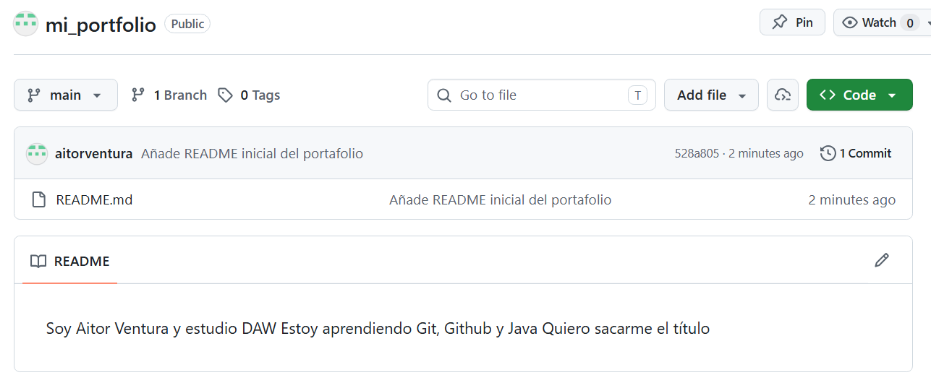 mi_portfolio Public Pin Watch 0
main 1 Branch 0 Tags Go to file T Add file Code
aitorventura Añade README inicial del portafolio 528a805 · 2 minutes ago 1 Commit
README.md Añade README inicial del portafolio 2 minutes ago
README
Soy Aitor Ventura y estudio DAW Estoy aprendiendo Git, Github y Java Quiero sacarme el título